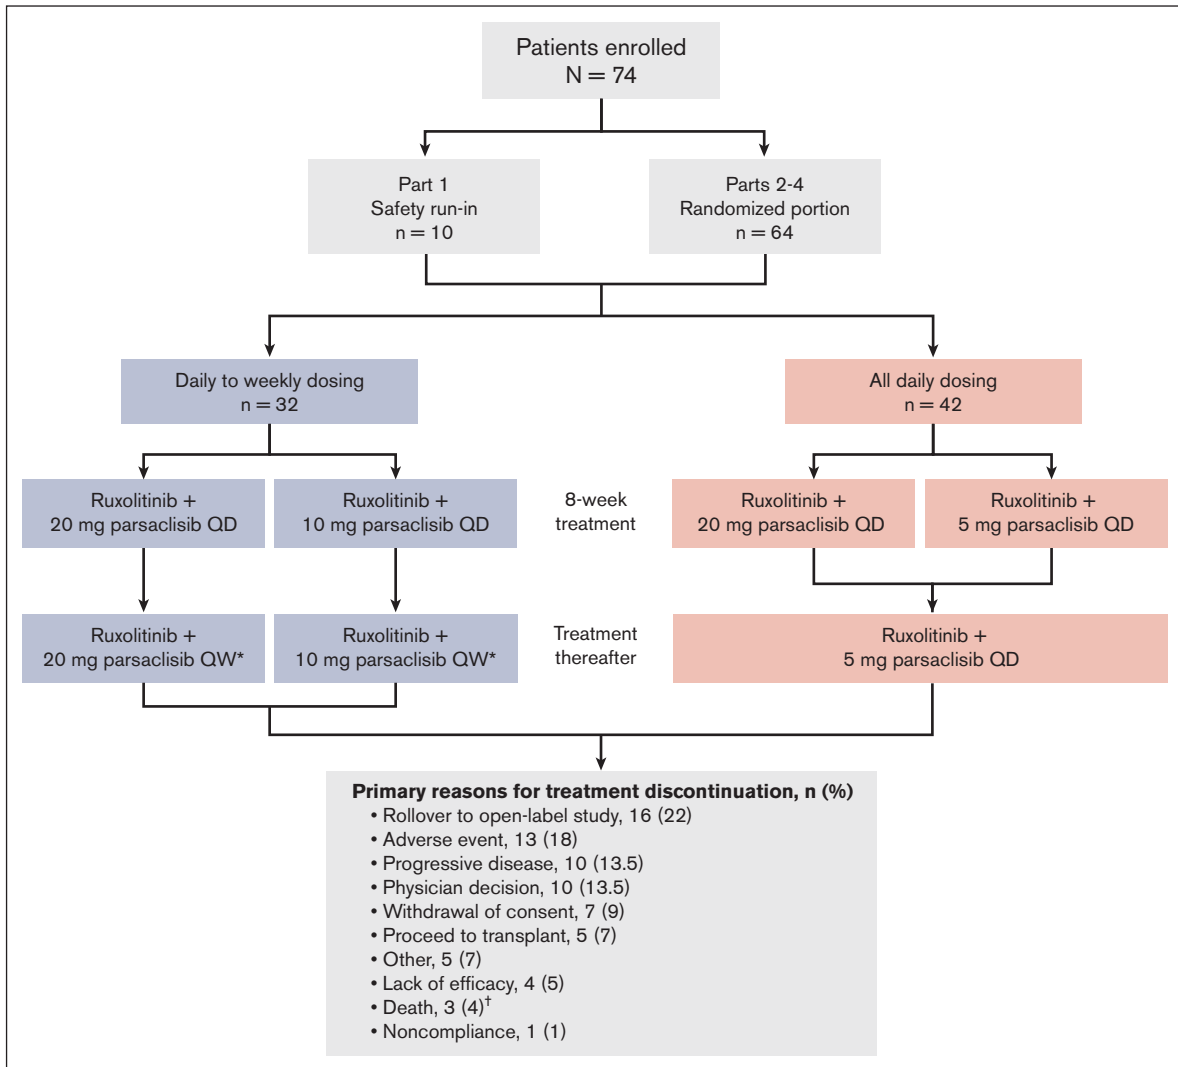 Patients enrolled
N = 74
Part 1
Safety run-in
n = 10
Parts 2-4
Randomized portion
n = 64
Daily to weekly dosing
n = 32
All daily dosing
n = 42
Ruxolitinib +
20 mg parsaclisib QD
Ruxolitinib +
10 mg parsaclisib QD
8-week
treatment
Ruxolitinib +
20 mg parsaclisib QD
Ruxolitinib +
5 mg parsaclisib QD
Ruxolitinib +
20 mg parsaclisib QW*
Ruxolitinib +
10 mg parsaclisib QW*
Treatment
thereafter
Ruxolitinib +
5 mg parsaclisib QD
Primary reasons for treatment discontinuation, n (%)
• Rollover to open-label study, 16 (22)
• Adverse event, 13 (18)
• Progressive disease, 10 (13.5)
• Physician decision, 10 (13.5)
• Withdrawal of consent, 7 (9)
• Proceed to transplant, 5 (7)
• Other, 5 (7)
• Lack of efficacy, 4 (5)
• Death, 3 (4)†
• Noncompliance, 1 (1)